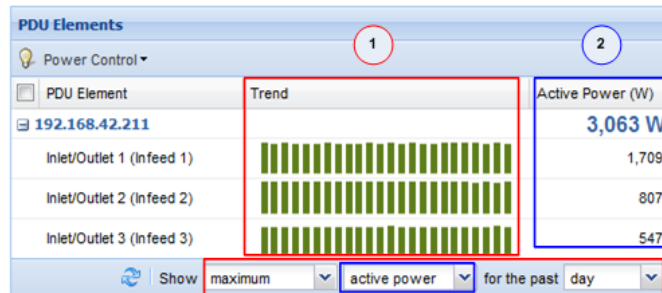 PDU Elements
1
2
Power Control
PDU Element Trend Active Power (W)
192.168.42.211 3,063 W
Inlet/Outlet 1 (Infeed 1) 1,709
Inlet/Outlet 2 (Infeed 2) 807
Inlet/Outlet 3 (Infeed 3) 547
Show maximum active power for the past day